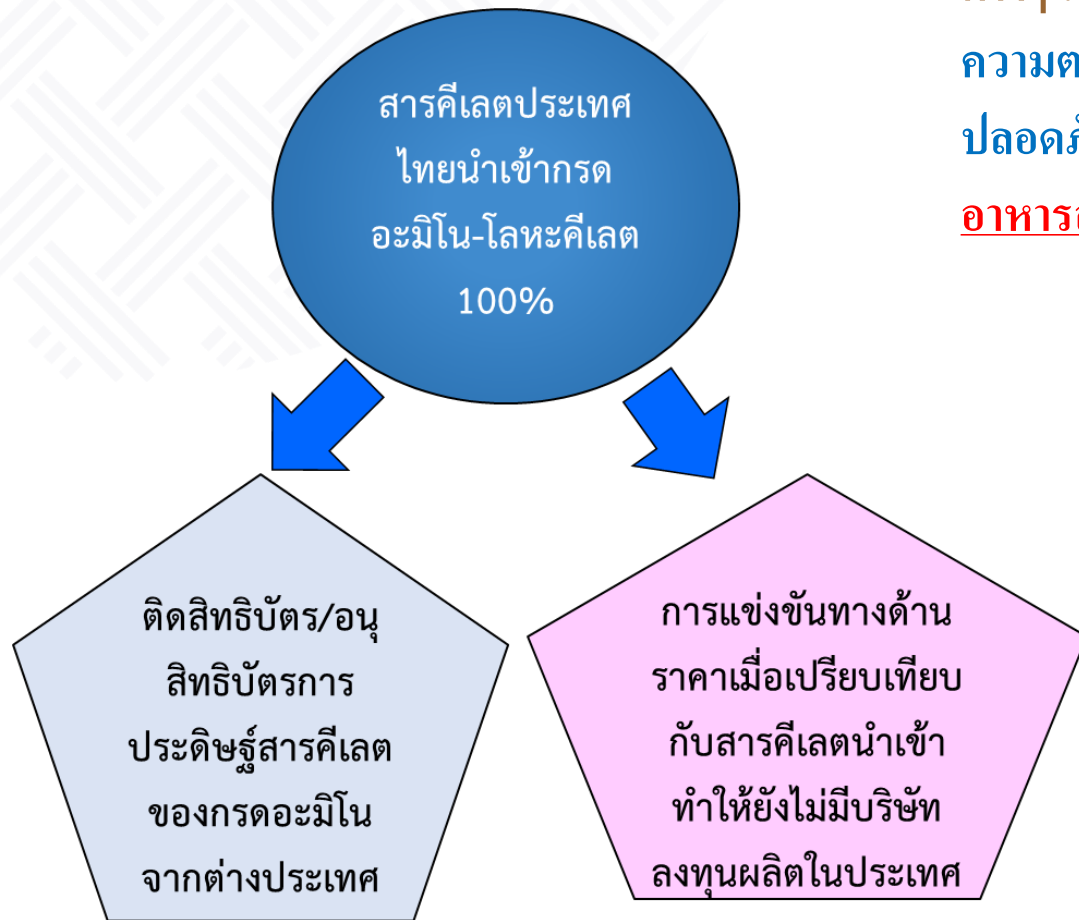 สารคีเลตประเทศ
ไทยนำเข้ากรด
อะมิโน-โลหะคีเลต
100%
ติดสิทธิบัตร/อนุ
สิทธิบัตรการ
ประดิษฐ์สารคีเลต
ของกรดอะมิโน
จากต่างประเทศ
การแข่งขันทางด้าน
ราคาเมื่อเปรียบเทียบ
กับสารคีเลตนำเข้า
ทำให้ยังไม่มีบริษัท
ลงทุนผลิตในประเทศ